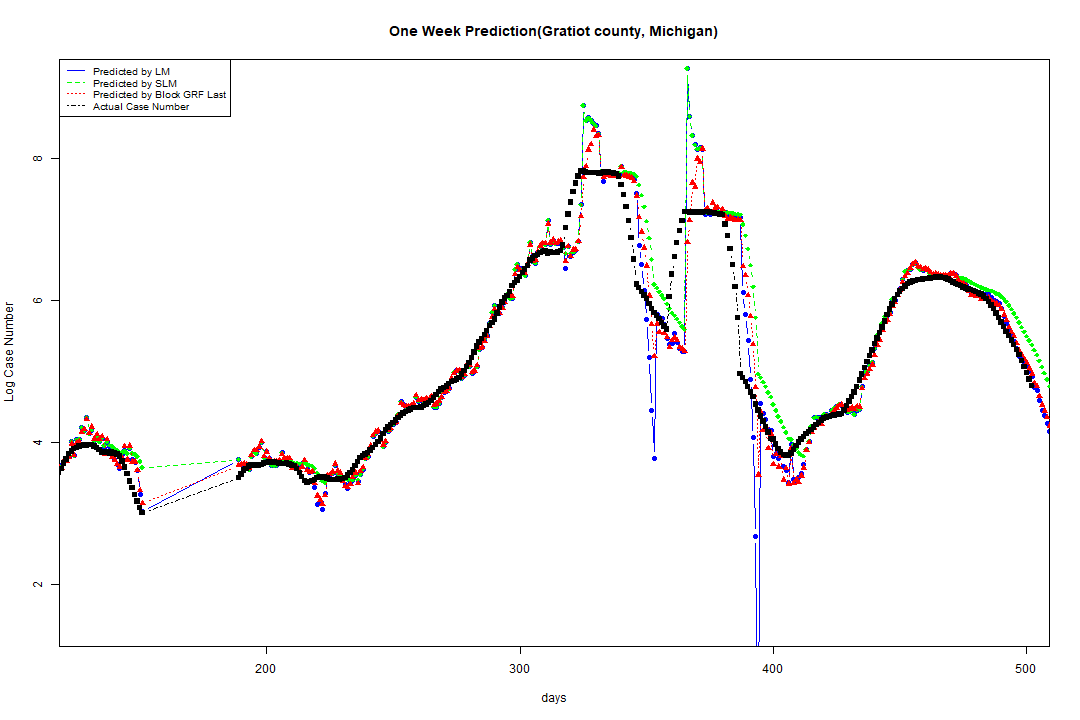 One Week Prediction(Gratiot county, Michigan)
Predicted by LM
Predicted by SLM
Predicted by Block GRF Last
Actual Case Number
8
6
4
2
Log Case Number
200 300 400 500
days